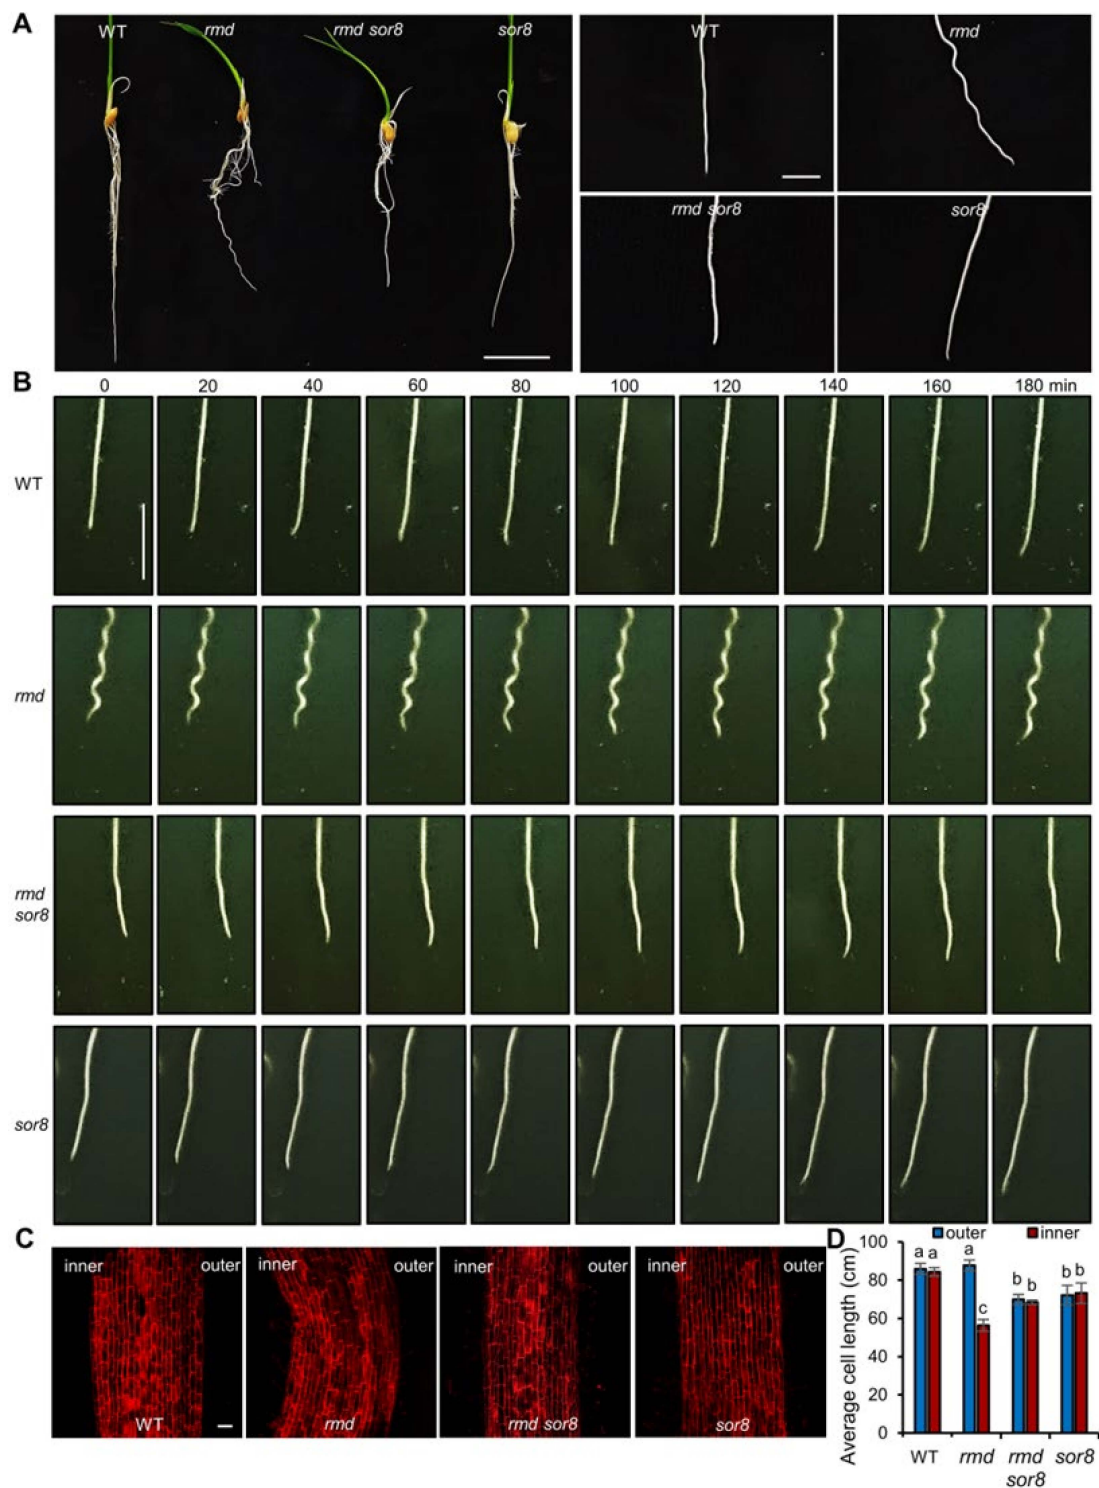 A
WT rmd rmd sor8 sor8
WT rmd
rmd sor8 sor8
B
0 20 40 60 80 100 120 140 160 180 min
WT
rmd
rmd
sor8
sor8
C
inner outer inner outer inner outer inner outer
WT rmd rmd sor8 sor8
D
outer inner
Average cell length (cm)
100
80
60
40
20
0
a a a c b b b b
WT rmd rmd sor8
sor8